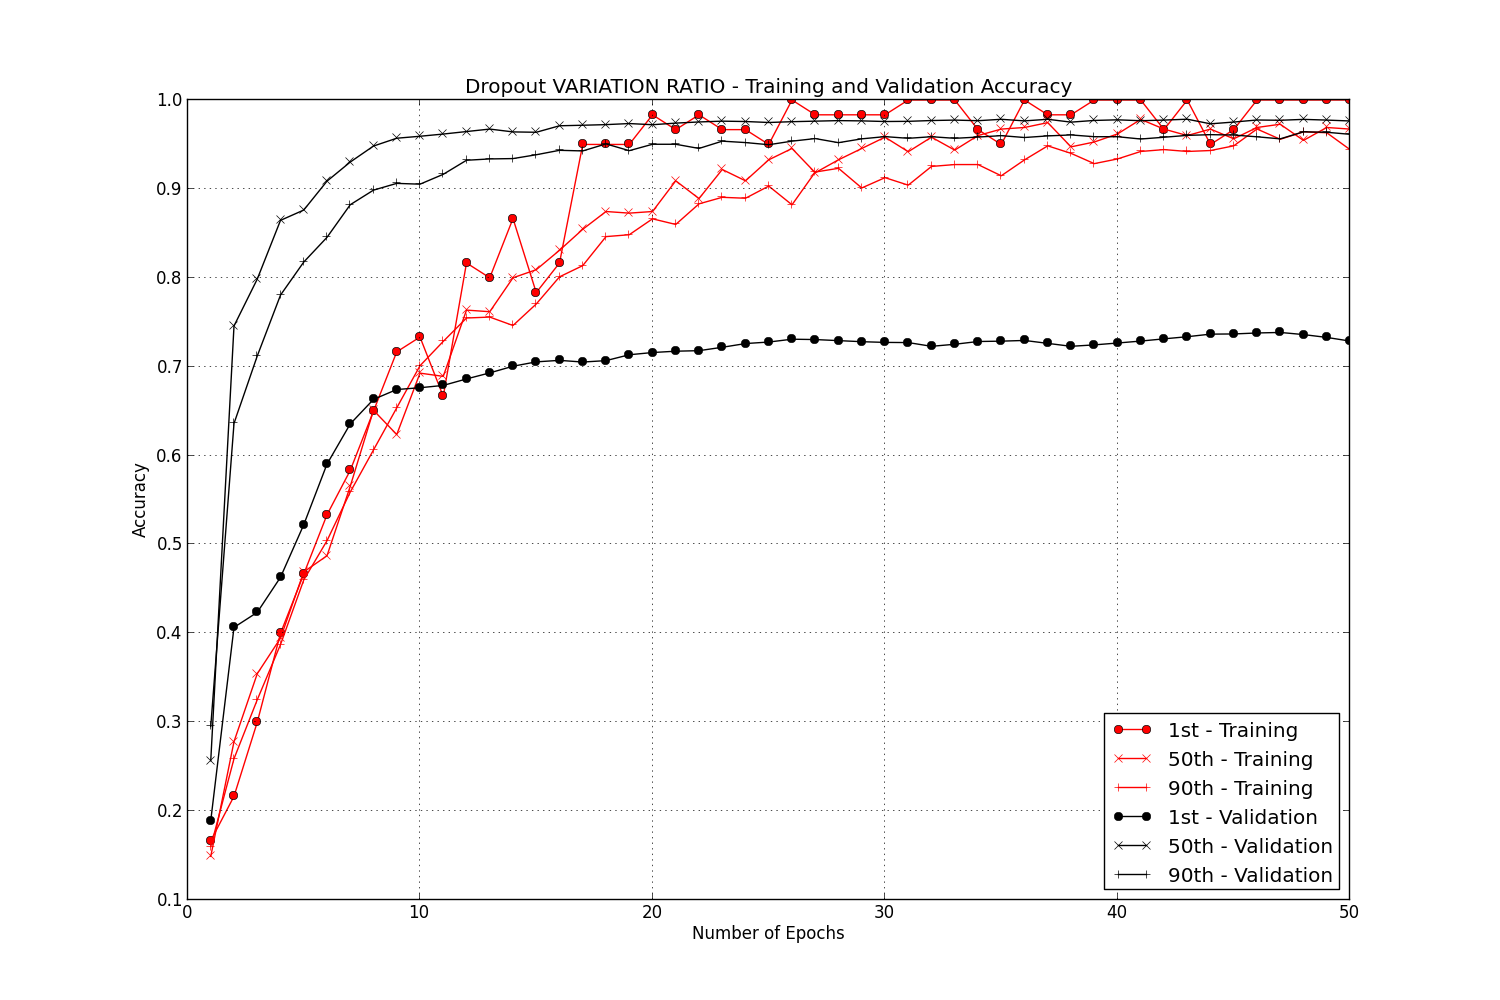 Dropout VARIATION RATIO - Training and Validation Accuracy
1.0
0.9
0.8
0.7
0.6
0.5
0.4
0.3
0.2
0.1
Accuracy
0 10 20 30 40 50
Number of Epochs
1st - Training
50th - Training
90th - Training
1st - Validation
50th - Validation
90th - Validation